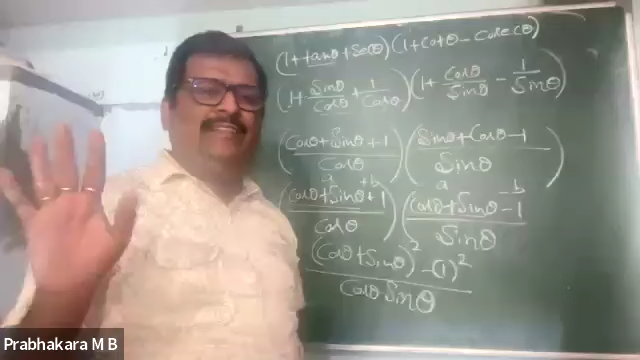 (1+tanθ+secθ)(1+cotθ-cosecθ)
(1+sinθ/cosθ+1/cosθ)(1+cosθ/sinθ-1/sinθ)
(cosθ+sinθ+1/cosθ)(sinθ+cosθ-1/sinθ)
a +b a -b
(cosθ+sinθ+1/cosθ)(cosθ+sinθ-1/sinθ)
(cosθ+sinθ)²-(1)²/cosθ sinθ
Prabhakara M B